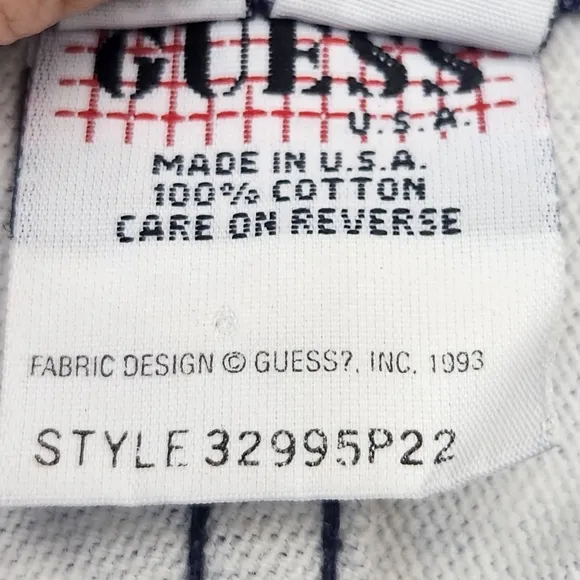 GUESS
U.S.A.
MADE IN U.S.A.
100% COTTON
CARE ON REVERSE
FABRIC DESIGN © GUESS?, INC. 1993
STYLE 32995P22